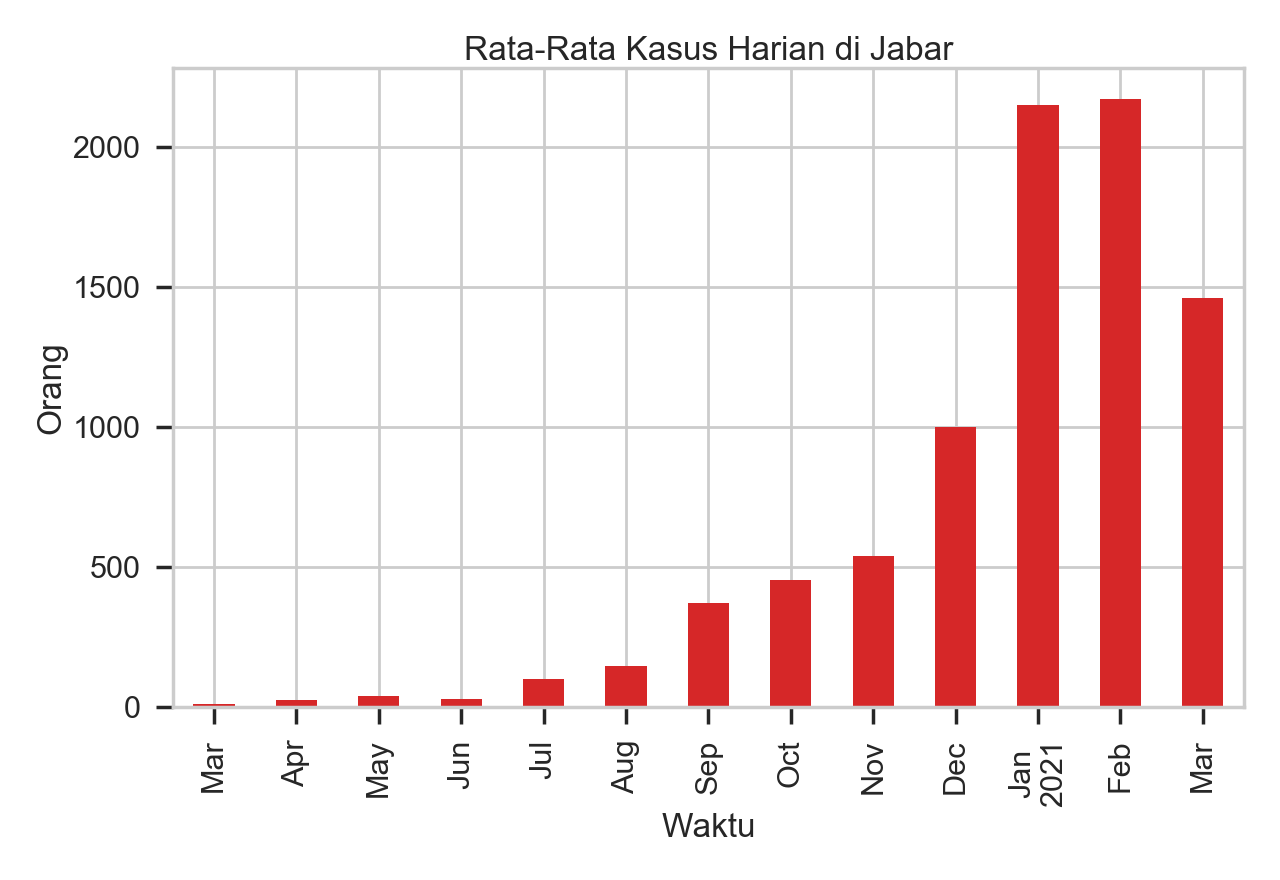 Rata-Rata Kasus Harian di Jabar
Orang
2000
1500
1000
500
0
Mar
Apr
May
Jun
Jul
Aug
Sep
Oct
Nov
Dec
Jan
2021
Feb
Mar
Waktu